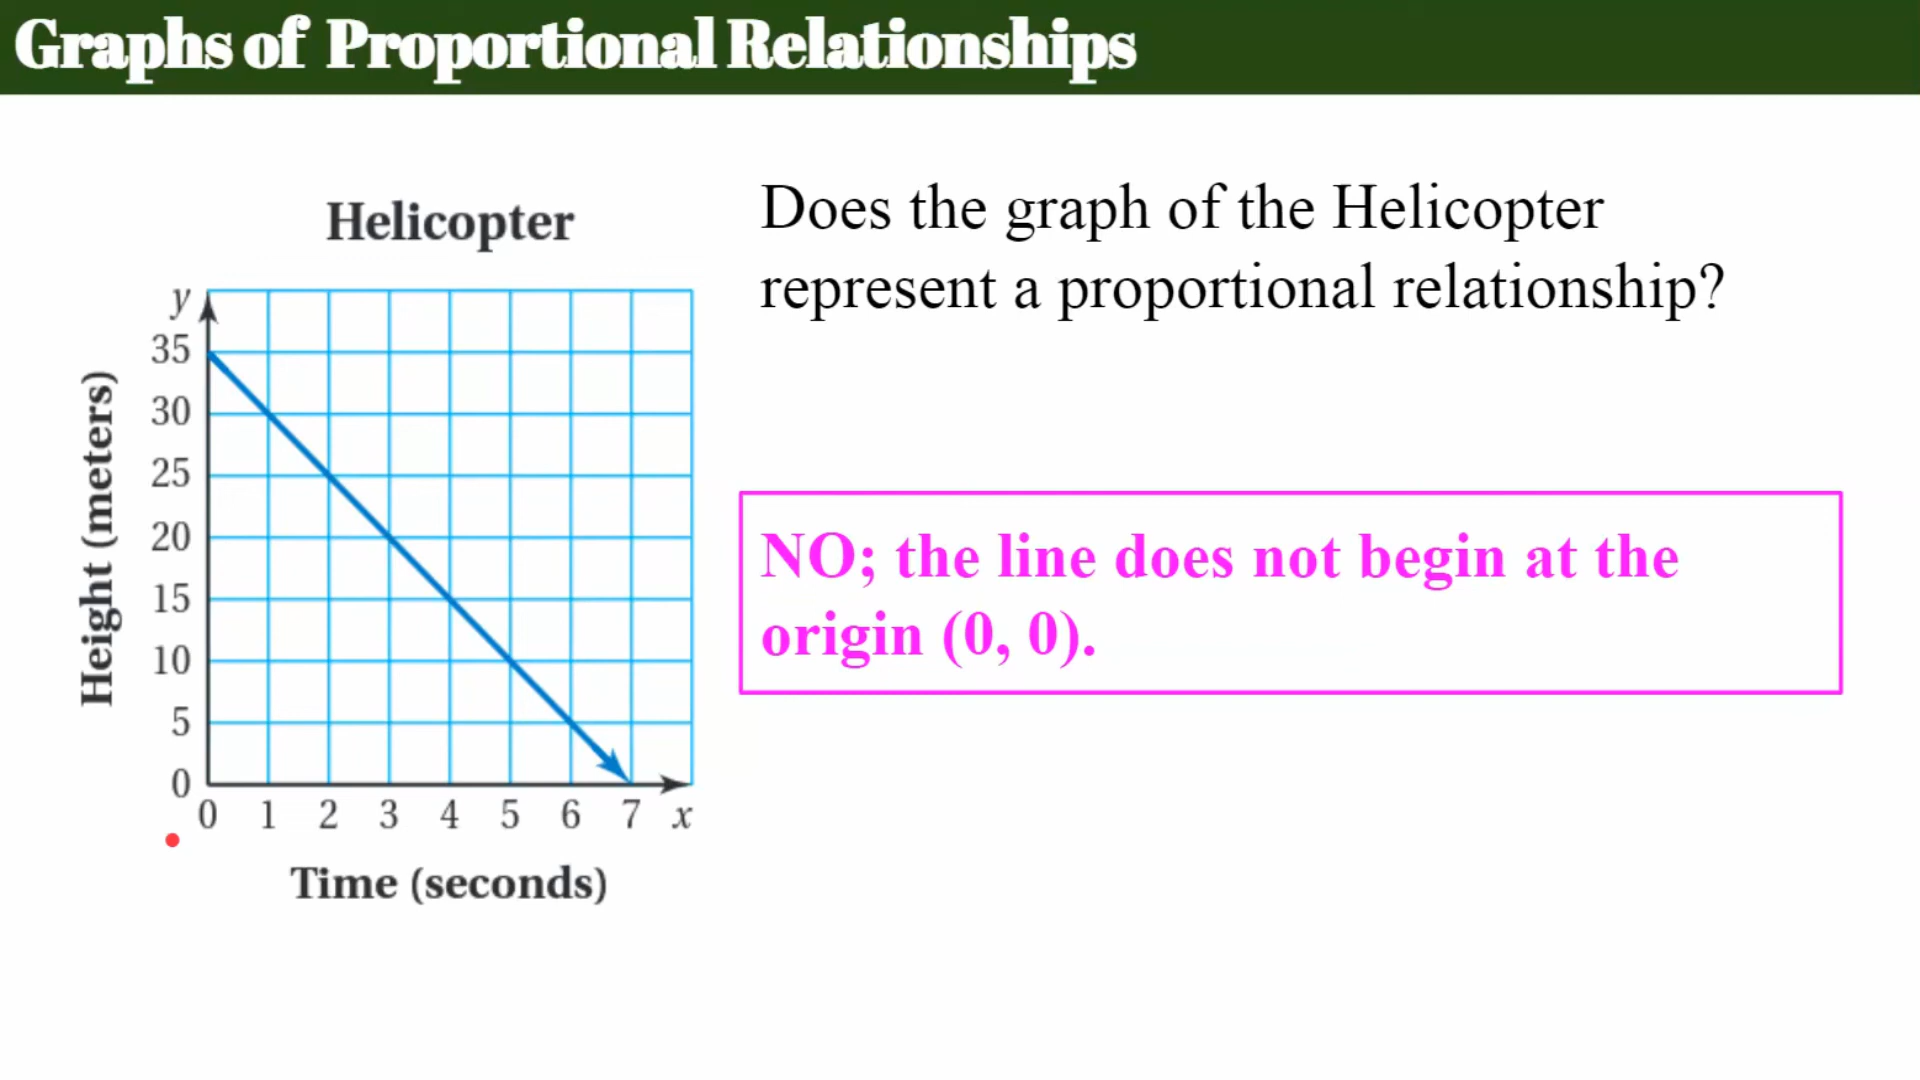 Graphs of Proportional Relationships
Helicopter
Does the graph of the Helicopter
represent a proportional relationship?
y
35
30
25
20
15
10
5
0
Height (meters)
0 1 2 3 4 5 6 7 x
Time (seconds)
NO; the line does not begin at the
origin (0, 0).